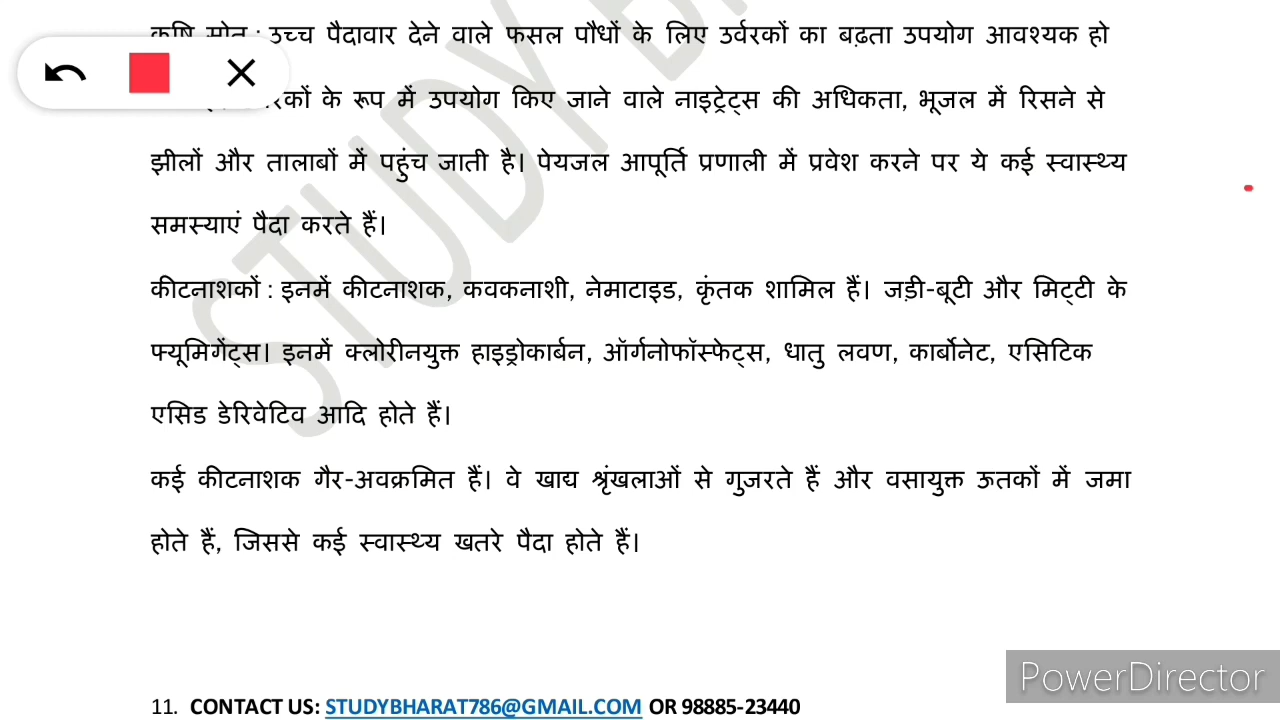 कृषि स्रोत : उच्च पैदावार देने वाले फसल पौधों के लिए उर्वरकों का बढ़ता उपयोग आवश्यक हो
के रूप में उपयोग किए जाने वाले नाइट्रेट्स की अधिकता, भूजल में रिसने से
झीलों और तालाबों में पहुंच जाती है। पेयजल आपूर्ति प्रणाली में प्रवेश करने पर ये कई स्वास्थ्य
समस्याएं पैदा करते हैं।
कीटनाशकों : इनमें कीटनाशक, कवकनाशी, नेमाटाइड, कृंतक शामिल हैं। जड़ी-बूटी और मिट्टी के
फ्यूमिगेंट्स। इनमें क्लोरीनयुक्त हाइड्रोकार्बन, ऑर्गनोफॉस्फेट्स, धातु लवण, कार्बोनेट, एसिटिक
एसिड डेरिवेटिव आदि होते हैं।
कई कीटनाशक गैर-अवक्रमित हैं। वे खाद्य श्रृंखलाओं से गुजरते हैं और वसायुक्त ऊतकों में जमा
होते हैं, जिससे कई स्वास्थ्य खतरे पैदा होते हैं।
STUDY B
PowerDirector
11. CONTACT US: STUDYBHARAT786@GMAIL.COM OR 98885-23440